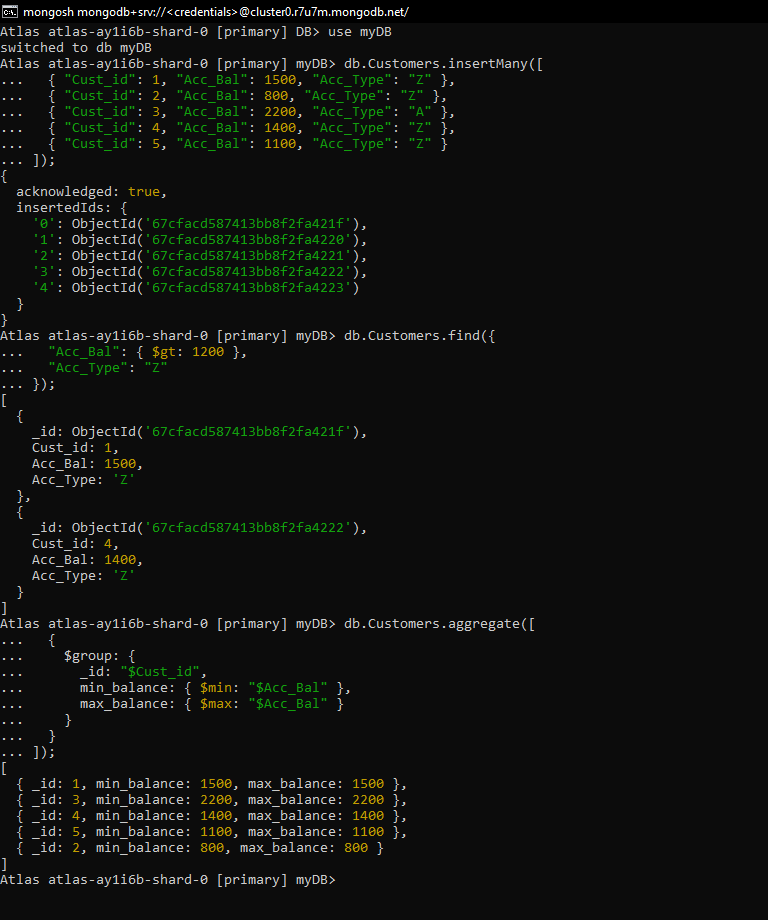 mongosh mongodb+srv://<credentials>@cluster0.r7u7m.mongodb.net/
Atlas atlas-ay1i6b-shard-0 [primary] DB> use myDB
switched to db myDB
Atlas atlas-ay1i6b-shard-0 [primary] myDB> db.Customers.insertMany([
...     { "Cust_id": 1, "Acc_Bal": 1500, "Acc_Type": "Z" },
...     { "Cust_id": 2, "Acc_Bal": 800, "Acc_Type": "Z" },
...     { "Cust_id": 3, "Acc_Bal": 2200, "Acc_Type": "A" },
...     { "Cust_id": 4, "Acc_Bal": 1400, "Acc_Type": "Z" },
...     { "Cust_id": 5, "Acc_Bal": 1100, "Acc_Type": "Z" }
... ]);
{
  acknowledged: true,
  insertedIds: {
    '0': ObjectId('67cfacd587413bb8f2fa421f'),
    '1': ObjectId('67cfacd587413bb8f2fa4220'),
    '2': ObjectId('67cfacd587413bb8f2fa4221'),
    '3': ObjectId('67cfacd587413bb8f2fa4222'),
    '4': ObjectId('67cfacd587413bb8f2fa4223')
  }
}
Atlas atlas-ay1i6b-shard-0 [primary] myDB> db.Customers.find({
...     "Acc_Bal": { $gt: 1200 },
...     "Acc_Type": "Z"
... });
[
  {
    _id: ObjectId('67cfacd587413bb8f2fa421f'),
    Cust_id: 1,
    Acc_Bal: 1500,
    Acc_Type: 'Z'
  },
  {
    _id: ObjectId('67cfacd587413bb8f2fa4222'),
    Cust_id: 4,
    Acc_Bal: 1400,
    Acc_Type: 'Z'
  }
]
Atlas atlas-ay1i6b-shard-0 [primary] myDB> db.Customers.aggregate([
...     {
...       $group: {
...         _id: "$Cust_id",
...         min_balance: { $min: "$Acc_Bal" },
...         max_balance: { $max: "$Acc_Bal" }
...       }
...     }
... ]);
[
  { _id: 1, min_balance: 1500, max_balance: 1500 },
  { _id: 3, min_balance: 2200, max_balance: 2200 },
  { _id: 4, min_balance: 1400, max_balance: 1400 },
  { _id: 5, min_balance: 1100, max_balance: 1100 },
  { _id: 2, min_balance: 800, max_balance: 800 }
]
Atlas atlas-ay1i6b-shard-0 [primary] myDB>